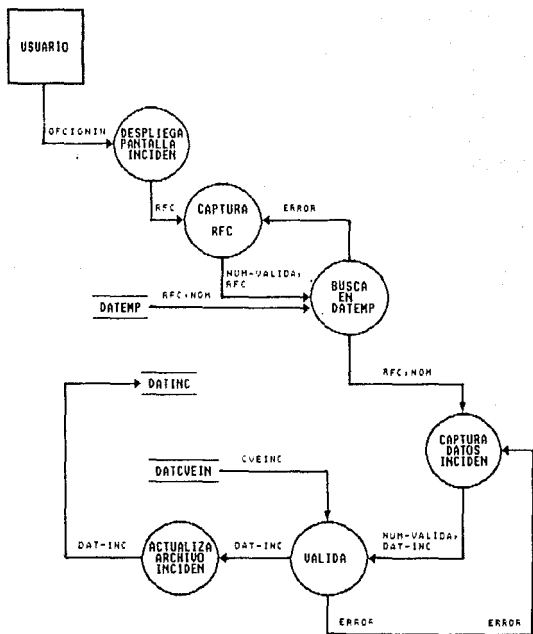 USUARIO
OFCIONIN
DESPLIEGA
PANTALLA
INCIDEN
RFC
CAPTURA
RFC
ERROR
NUM-VALIDA,
RFC
BUSCA
EN
DATEMP
DATEMP
RFC,NOM
RFC,NOM
DATINC
CAPTURA
DATOS
INCIDEN
DATCVEIN
CVEINC
NUM-VALIDA,
DAT-INC
DAT-INC
ACTUALIZA
ARCHIVO
INCIDEN
DAT-INC
VALIDA
ERROR
ERROR